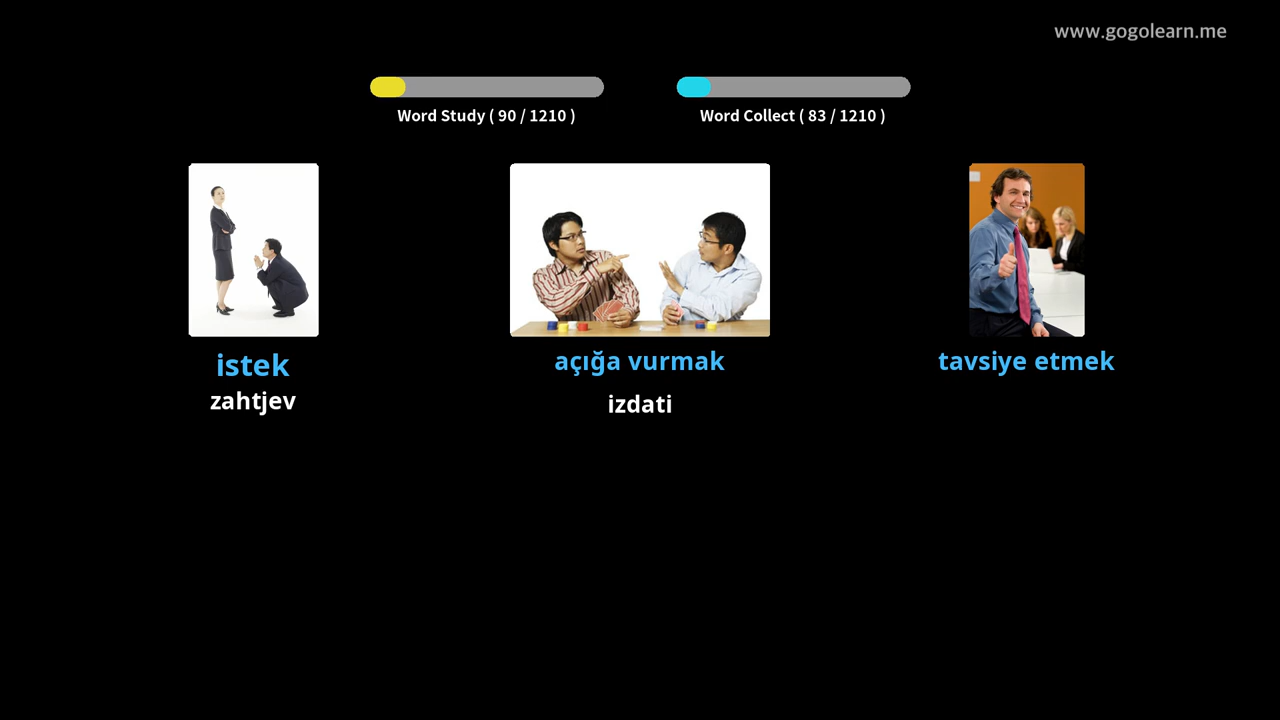 www.gogolearn.me
Word Study ( 90 / 1210 )
Word Collect ( 83 / 1210 )
istek
zahtjev
açığa vurmak
izdati
tavsiye etmek